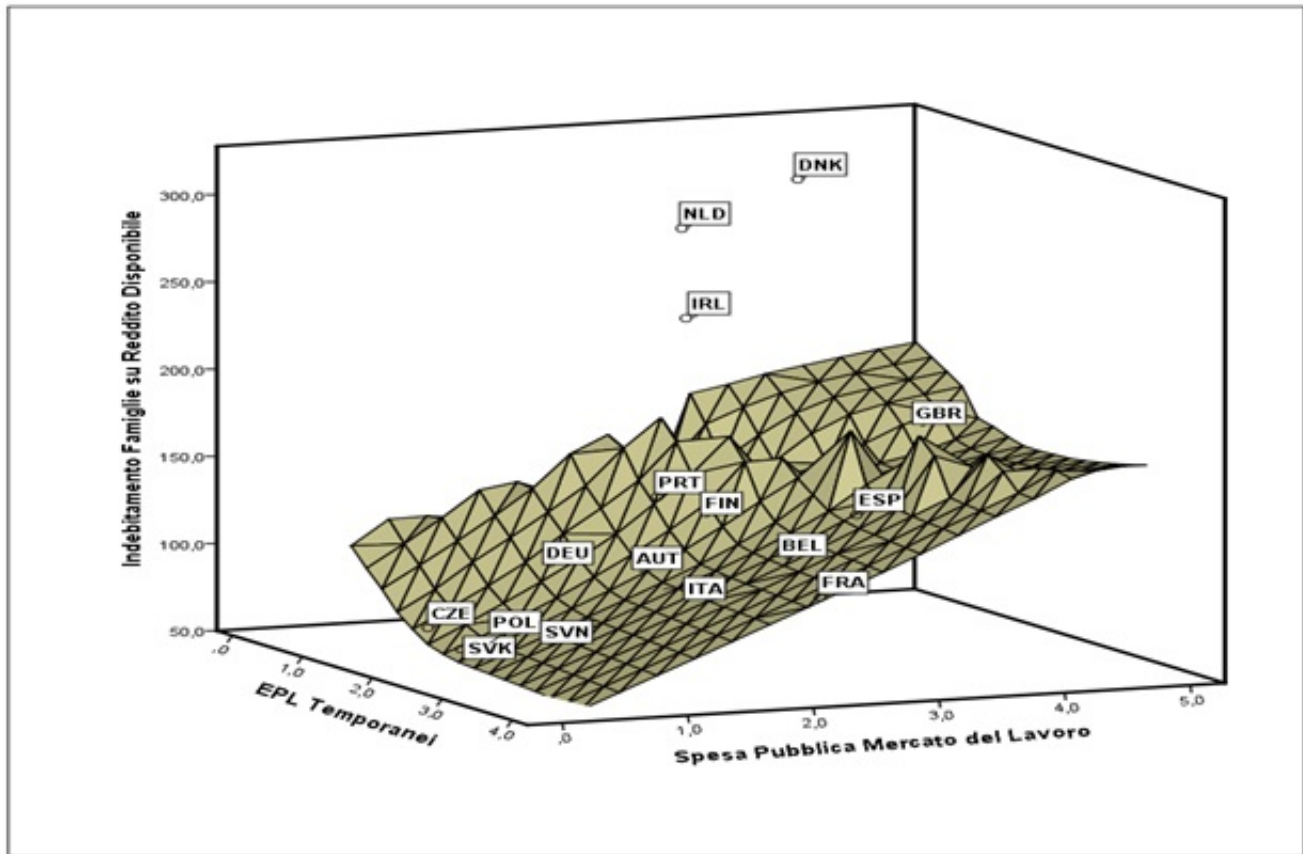 Indebitamento Famiglie su Reddito Disponibile
300,0
250,0
200,0
150,0
100,0
50,0
DNK
NLD
IRL
GBR
PRT
FIN
ESP
DEU
AUT
BEL
ITA
FRA
CZE
POL
SVN
SVK
,0
1,0
2,0
3,0
4,0
EPL Temporanei
,0
1,0
2,0
3,0
4,0
5,0
Spesa Pubblica Mercato del Lavoro